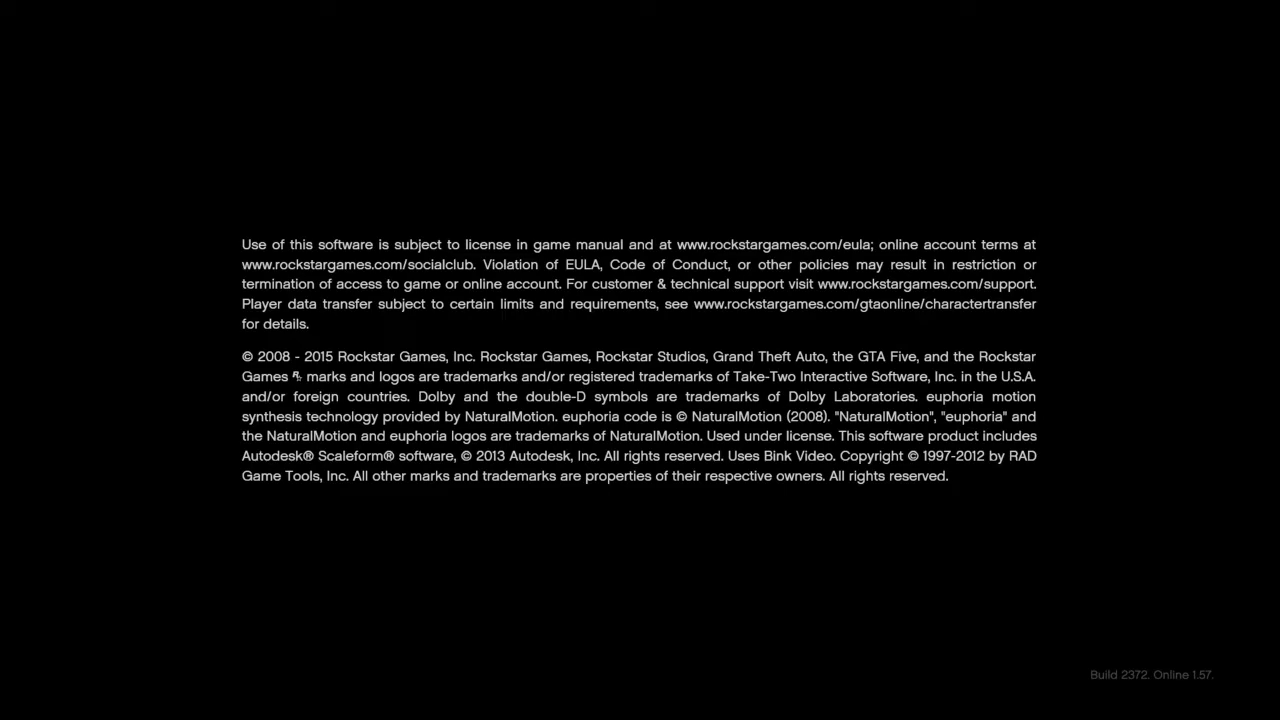 Use of this software is subject to license in game manual and at www.rockstargames.com/eula; online account terms at
www.rockstargames.com/socialclub. Violation of EULA, Code of Conduct, or other policies may result in restriction or
termination of access to game or online account. For customer & technical support visit www.rockstargames.com/support.
Player data transfer subject to certain limits and requirements, see www.rockstargames.com/gtaonline/charactertransfer
for details.
© 2008 - 2015 Rockstar Games, Inc. Rockstar Games, Rockstar Studios, Grand Theft Auto, the GTA Five, and the Rockstar
Games R* marks and logos are trademarks and/or registered trademarks of Take-Two Interactive Software, Inc. in the U.S.A.
and/or foreign countries. Dolby and the double-D symbols are trademarks of Dolby Laboratories. euphoria motion
synthesis technology provided by NaturalMotion. euphoria code is © NaturalMotion (2008). "NaturalMotion", "euphoria" and
the NaturalMotion and euphoria logos are trademarks of NaturalMotion. Used under license. This software product includes
Autodesk® Scaleform® software, © 2013 Autodesk, Inc. All rights reserved. Uses Bink Video. Copyright © 1997-2012 by RAD
Game Tools, Inc. All other marks and trademarks are properties of their respective owners. All rights reserved.
Build 2372. Online 1.57.